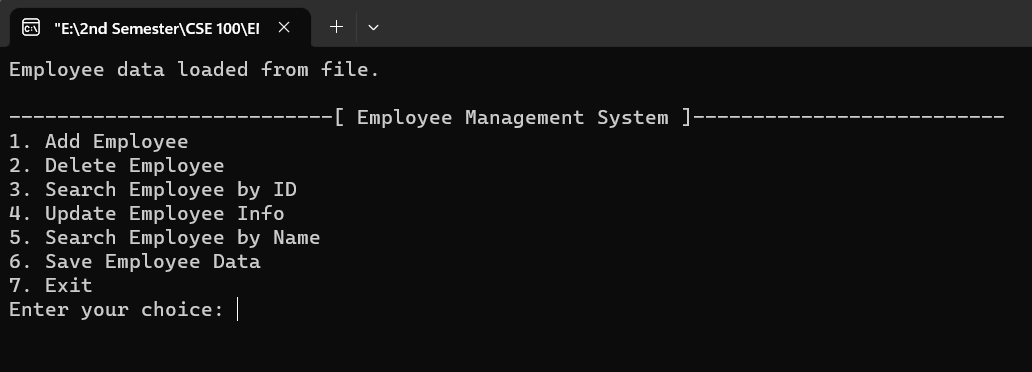 "E:\2nd Semester\CSE 100\El
Employee data loaded from file.
---------------------------[ Employee Management System ]--------------------------
1. Add Employee
2. Delete Employee
3. Search Employee by ID
4. Update Employee Info
5. Search Employee by Name
6. Save Employee Data
7. Exit
Enter your choice: